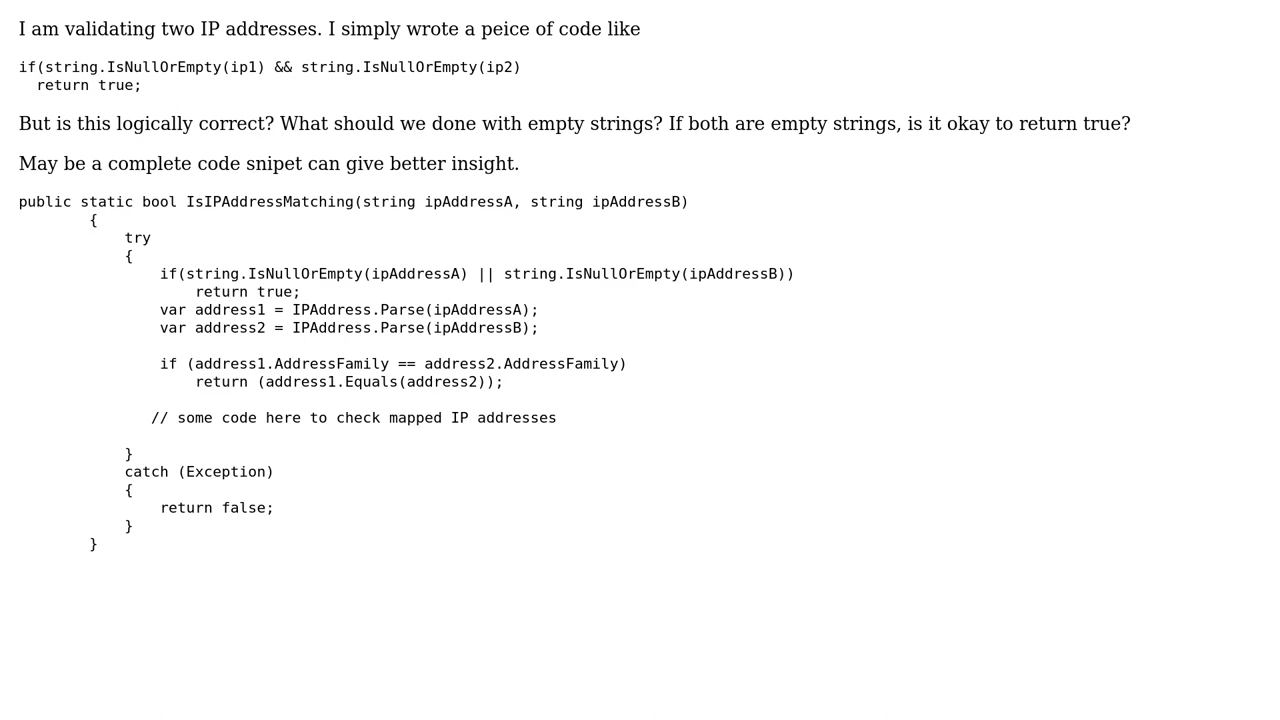 I am validating two IP addresses. I simply wrote a peice of code like
if(string.IsNullOrEmpty(ip1) && string.IsNullOrEmpty(ip2)
  return true;
But is this logically correct? What should we done with empty strings? If both are empty strings, is it okay to return true?
May be a complete code snipet can give better insight.
public static bool IsIPAddressMatching(string ipAddressA, string ipAddressB)
        {
            try
            {
                if(string.IsNullOrEmpty(ipAddressA) || string.IsNullOrEmpty(ipAddressB))
                    return true;
                var address1 = IPAddress.Parse(ipAddressA);
                var address2 = IPAddress.Parse(ipAddressB);
                if (address1.AddressFamily == address2.AddressFamily)
                    return (address1.Equals(address2));
               // some code here to check mapped IP addresses
            }
            catch (Exception)
            {
                return false;
            }
        }